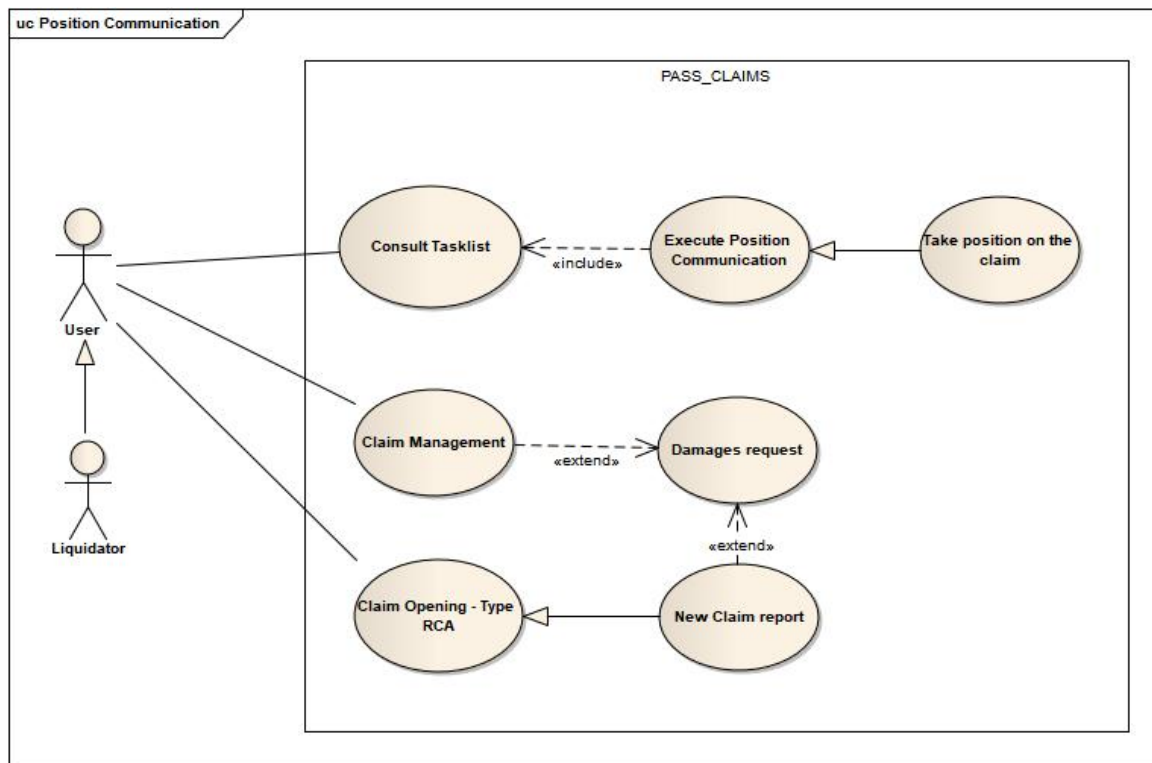 uc Position Communication
PASS_CLAIMS
Consult Tasklist
«include»
Execute Position
Communication
Take position on the
claim
User
Claim Management
«extend»
Damages request
Liquidator
«extend»
Claim Opening - Type
RCA
New Claim report